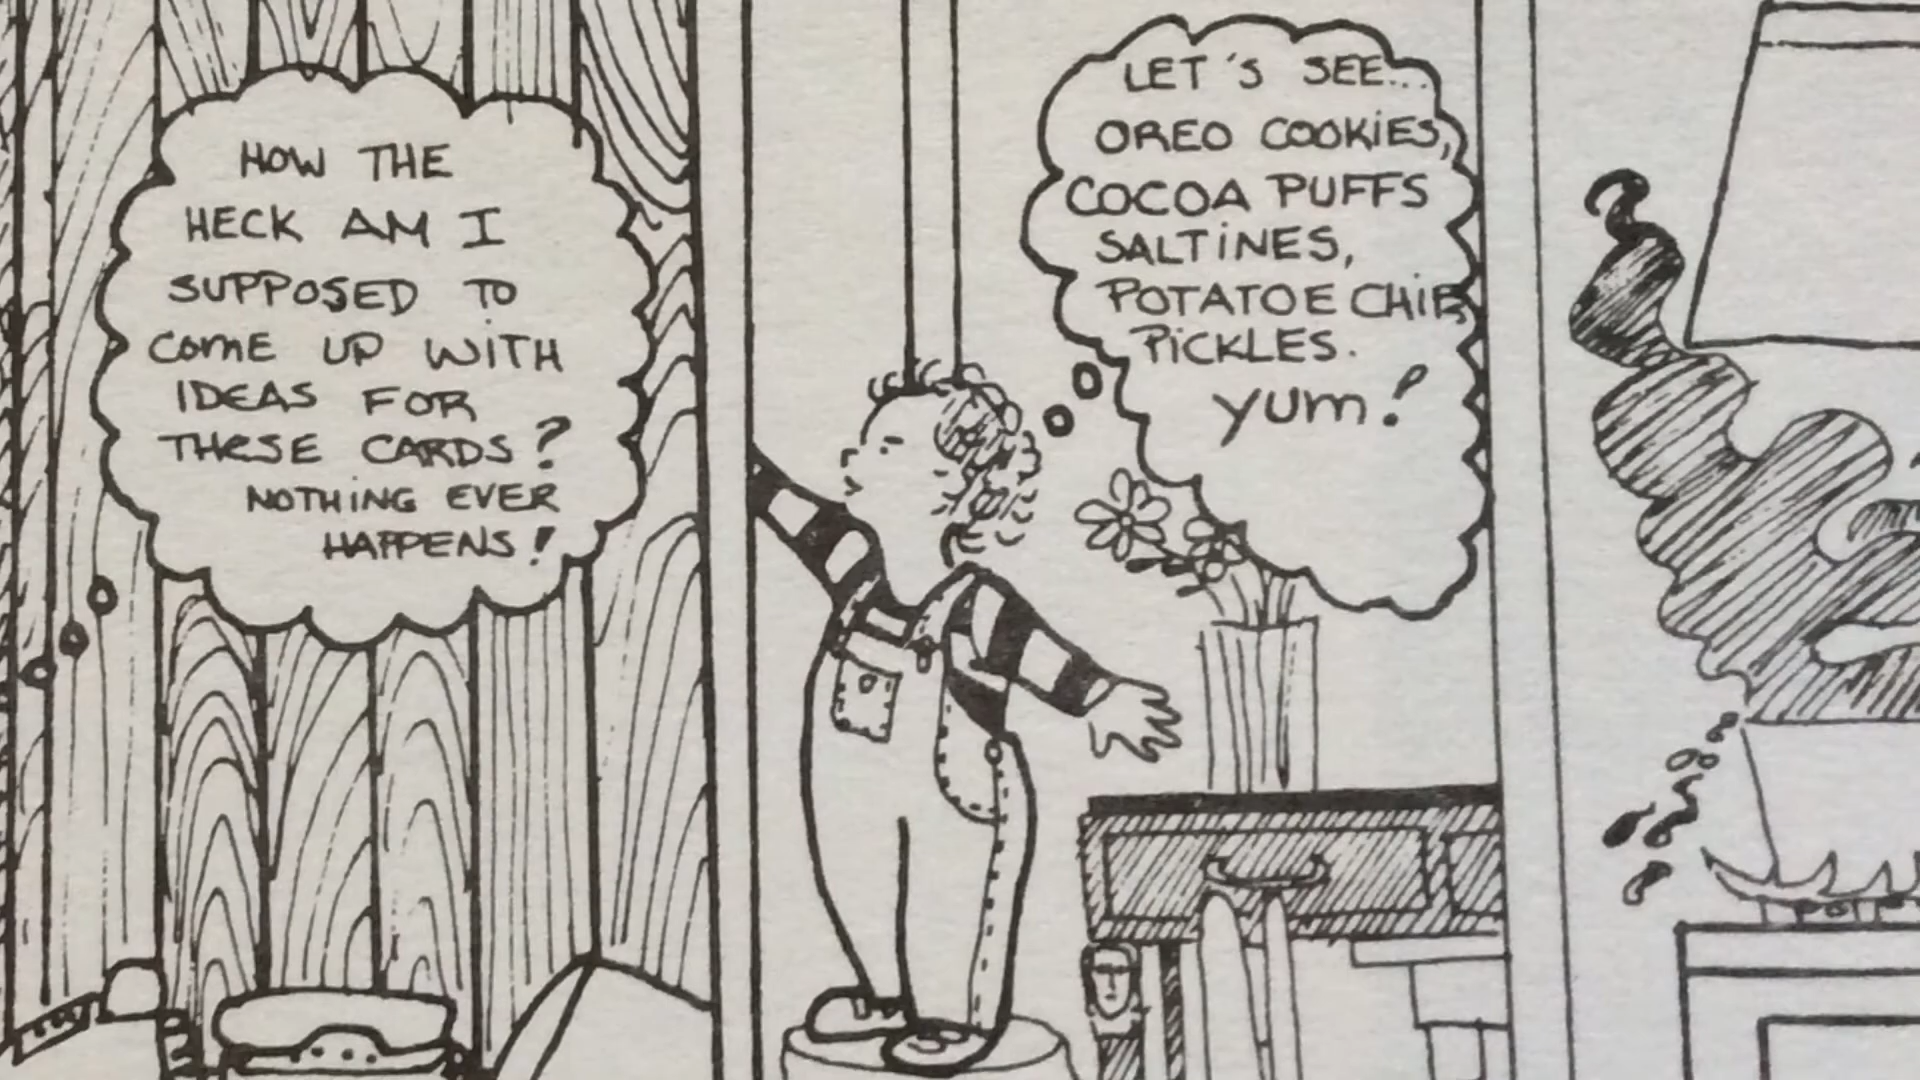 HOW THE
HECK AM I
SUPPOSED TO
COME UP WITH
IDEAS FOR
THESE CARDS?
NOTHING EVER
HAPPENS!
LET'S SEE...
OREO COOKIES,
COCOA PUFFS
SALTINES,
POTATOE CHIPS
PICKLES.
yum!